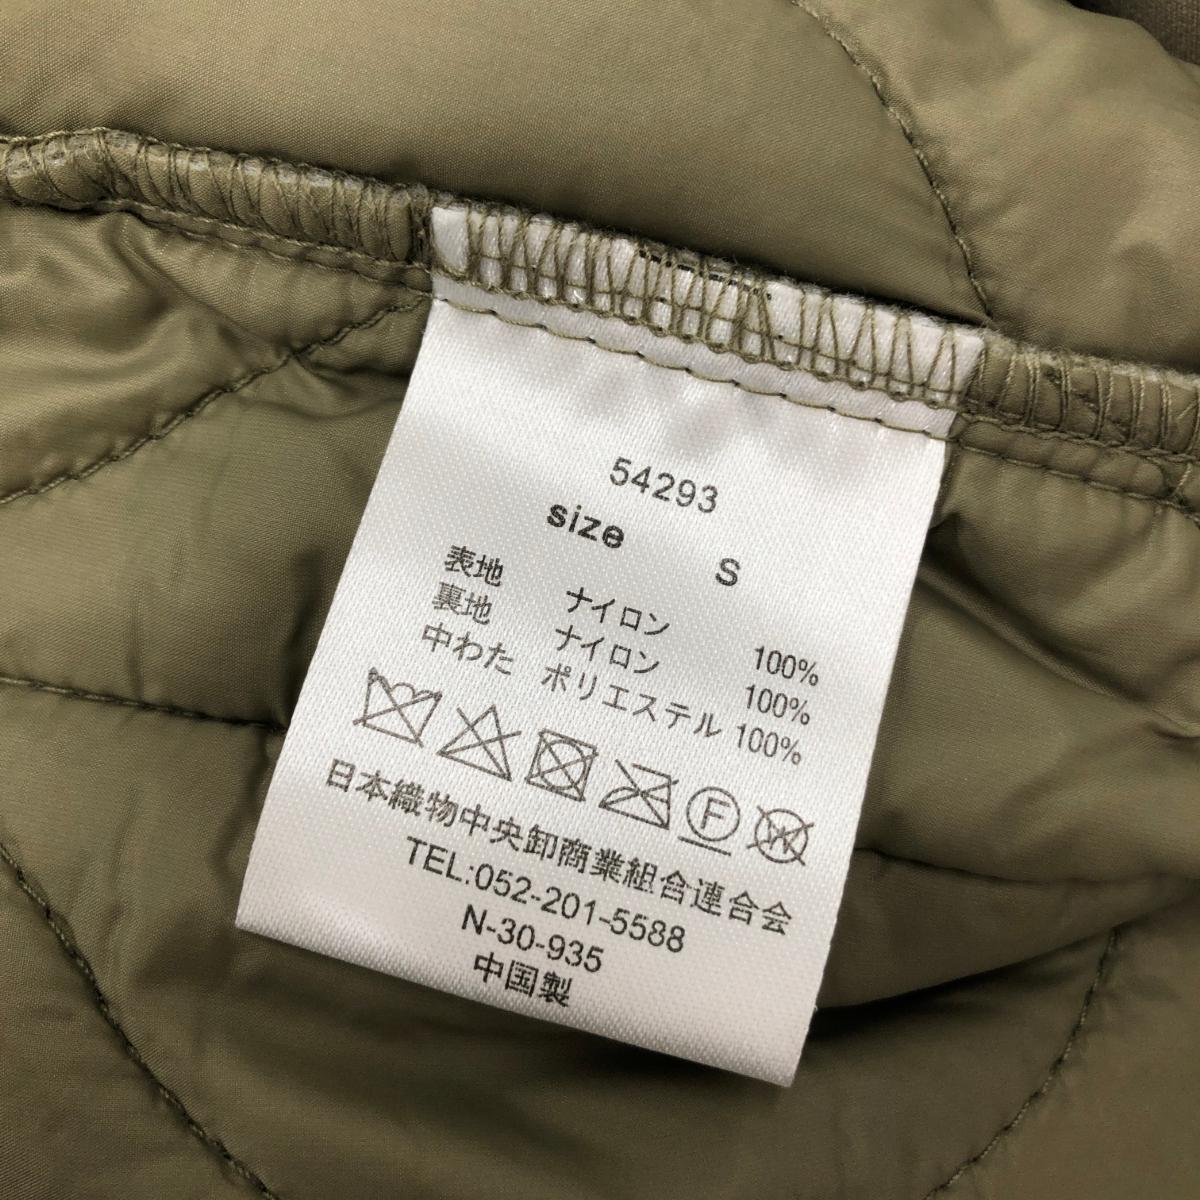 54293
size S
表地 ナイロン 100%
裏地 ナイロン 100%
中わた ポリエステル 100%
F W
日本織物中央卸商業組合連合会
TEL:052-201-5588
N-30-935
中国製